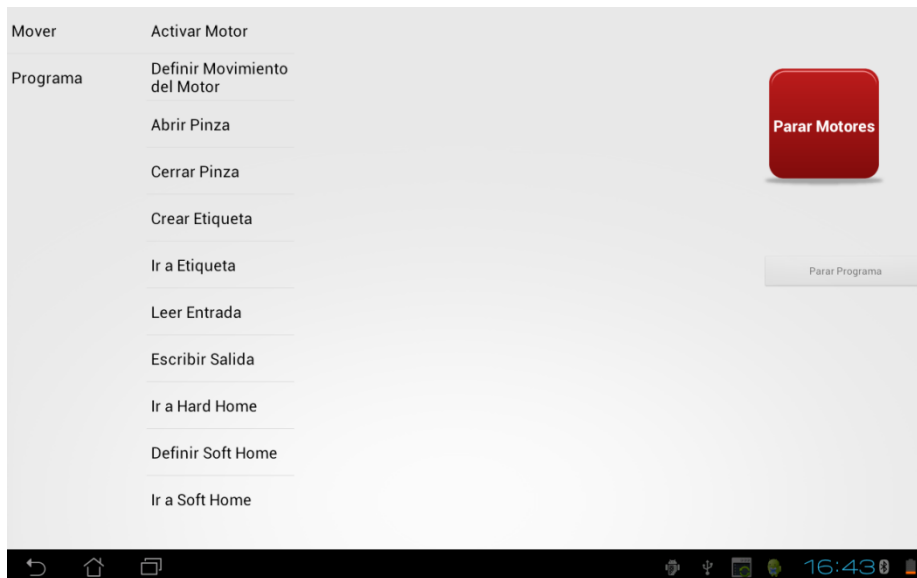 Mover
Programa
Activar Motor
Definir Movimiento
del Motor
Abrir Pinza
Cerrar Pinza
Crear Etiqueta
Ir a Etiqueta
Leer Entrada
Escribir Salida
Ir a Hard Home
Definir Soft Home
Ir a Soft Home
Parar Motores
Parar Programa
16:43